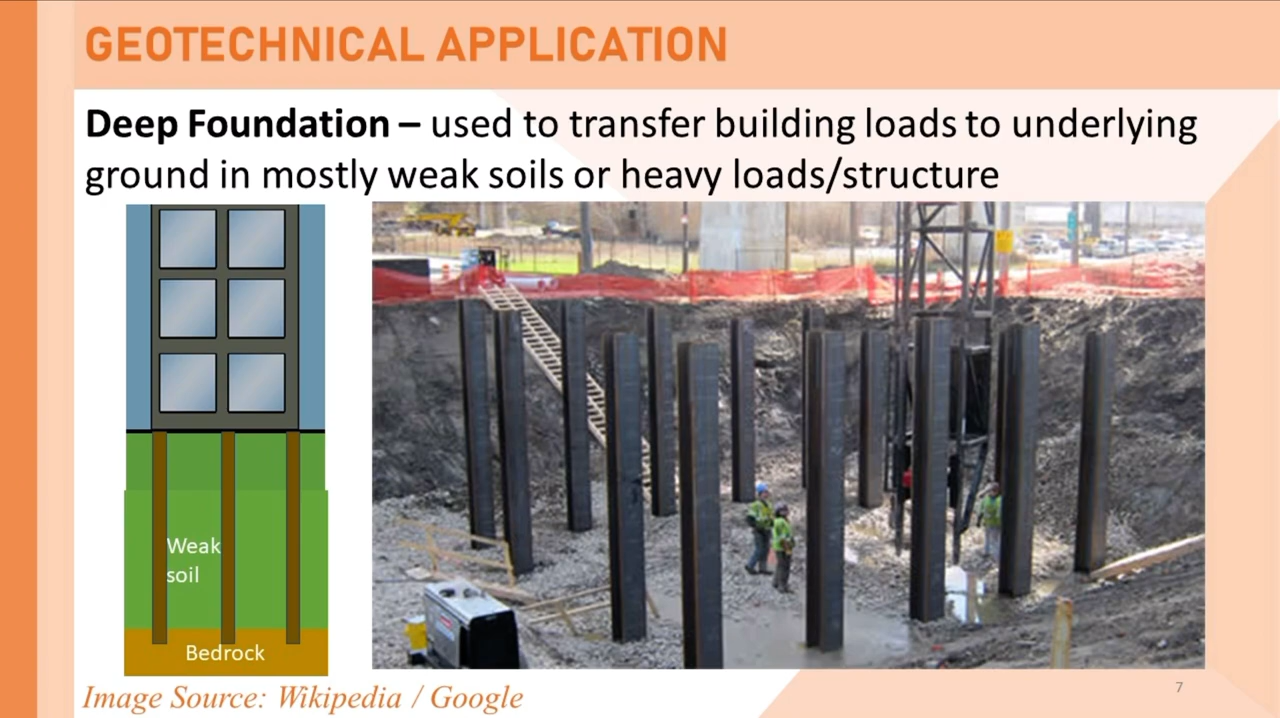 GEOTECHNICAL APPLICATION
Deep Foundation – used to transfer building loads to underlying
ground in mostly weak soils or heavy loads/structure
Weak
soil
Bedrock
Image Source: Wikipedia / Google
7